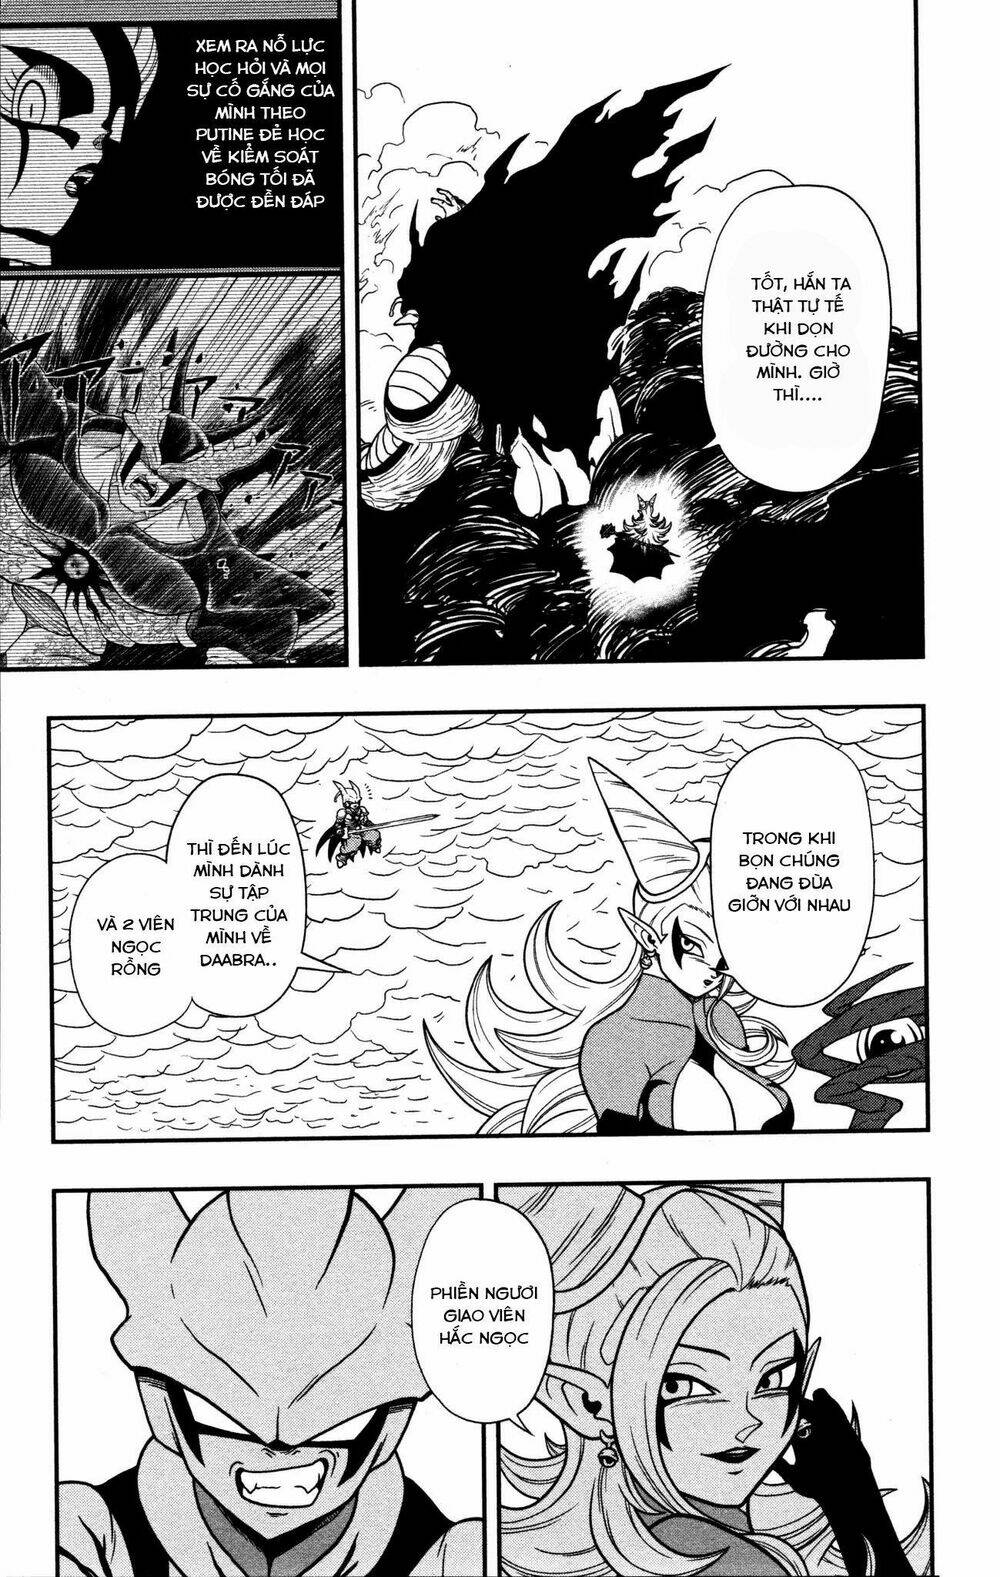 TỐT, HẮN TA
THẬT TỰ TẾ
KHI DỌN
ĐƯỜNG CHO
MÌNH. GIỜ
THÌ....
XEM RA NỖ LỰC
HỌC HỎI VÀ MỌI
SỰ CỐ GẮNG CỦA
MÌNH THEO
PUTINE ĐẺ HỌC
VỀ KIỂM SOÁT
BÓNG TỐI ĐÃ
ĐƯỢC ĐỀN ĐÁP
TRONG KHI
BỌN CHÚNG
ĐANG ĐÙA
GIỠN VỚI NHAU
THÌ ĐẾN LÚC
MÌNH DÀNH
SỰ TẬP
TRUNG CỦA
MÌNH VỀ
DAABRA..
VÀ 2 VIÊN
NGỌC
RỒNG
PHIỀN NGƯƠI
GIAO VIÊN
HẮC NGỌC